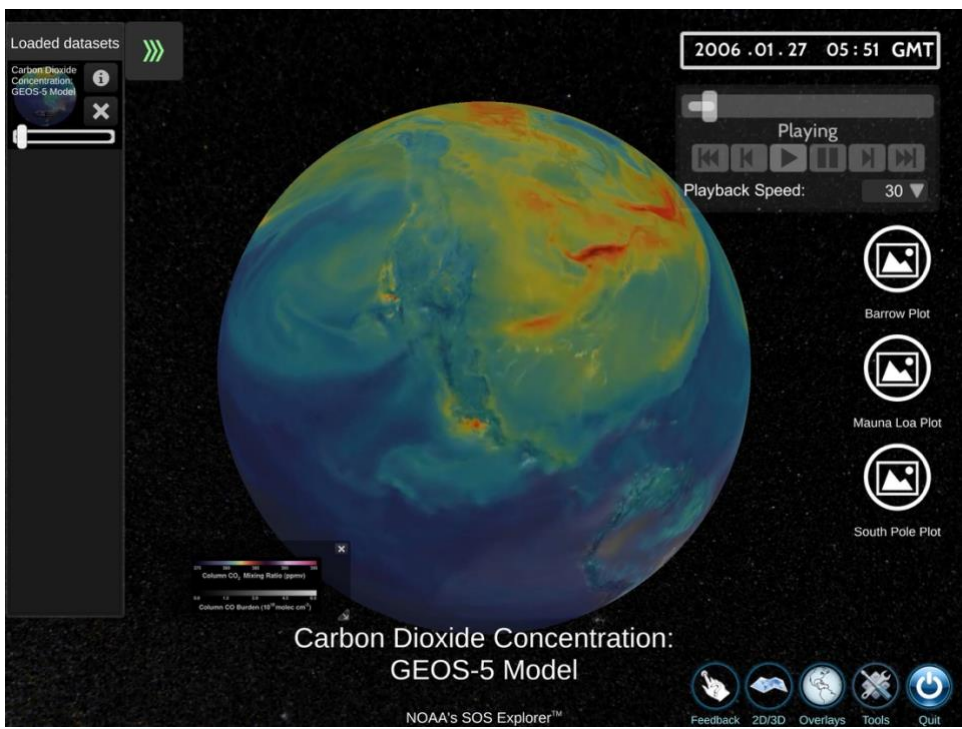 Loaded datasets
Carbon Dioxide
Concentration:
GEOS-5 Model
2006 .01 . 27 05 : 51 GMT
Playing
Playback Speed: 30
Barrow Plot
Mauna Loa Plot
South Pole Plot
Column CO₂ Mixing Ratio (ppmv)
Column CO Burden (10¹⁸ molec cm⁻²)
Carbon Dioxide Concentration:
GEOS-5 Model
NOAA's SOS Explorer™
Feedback 2D/3D Overlays Tools Quit